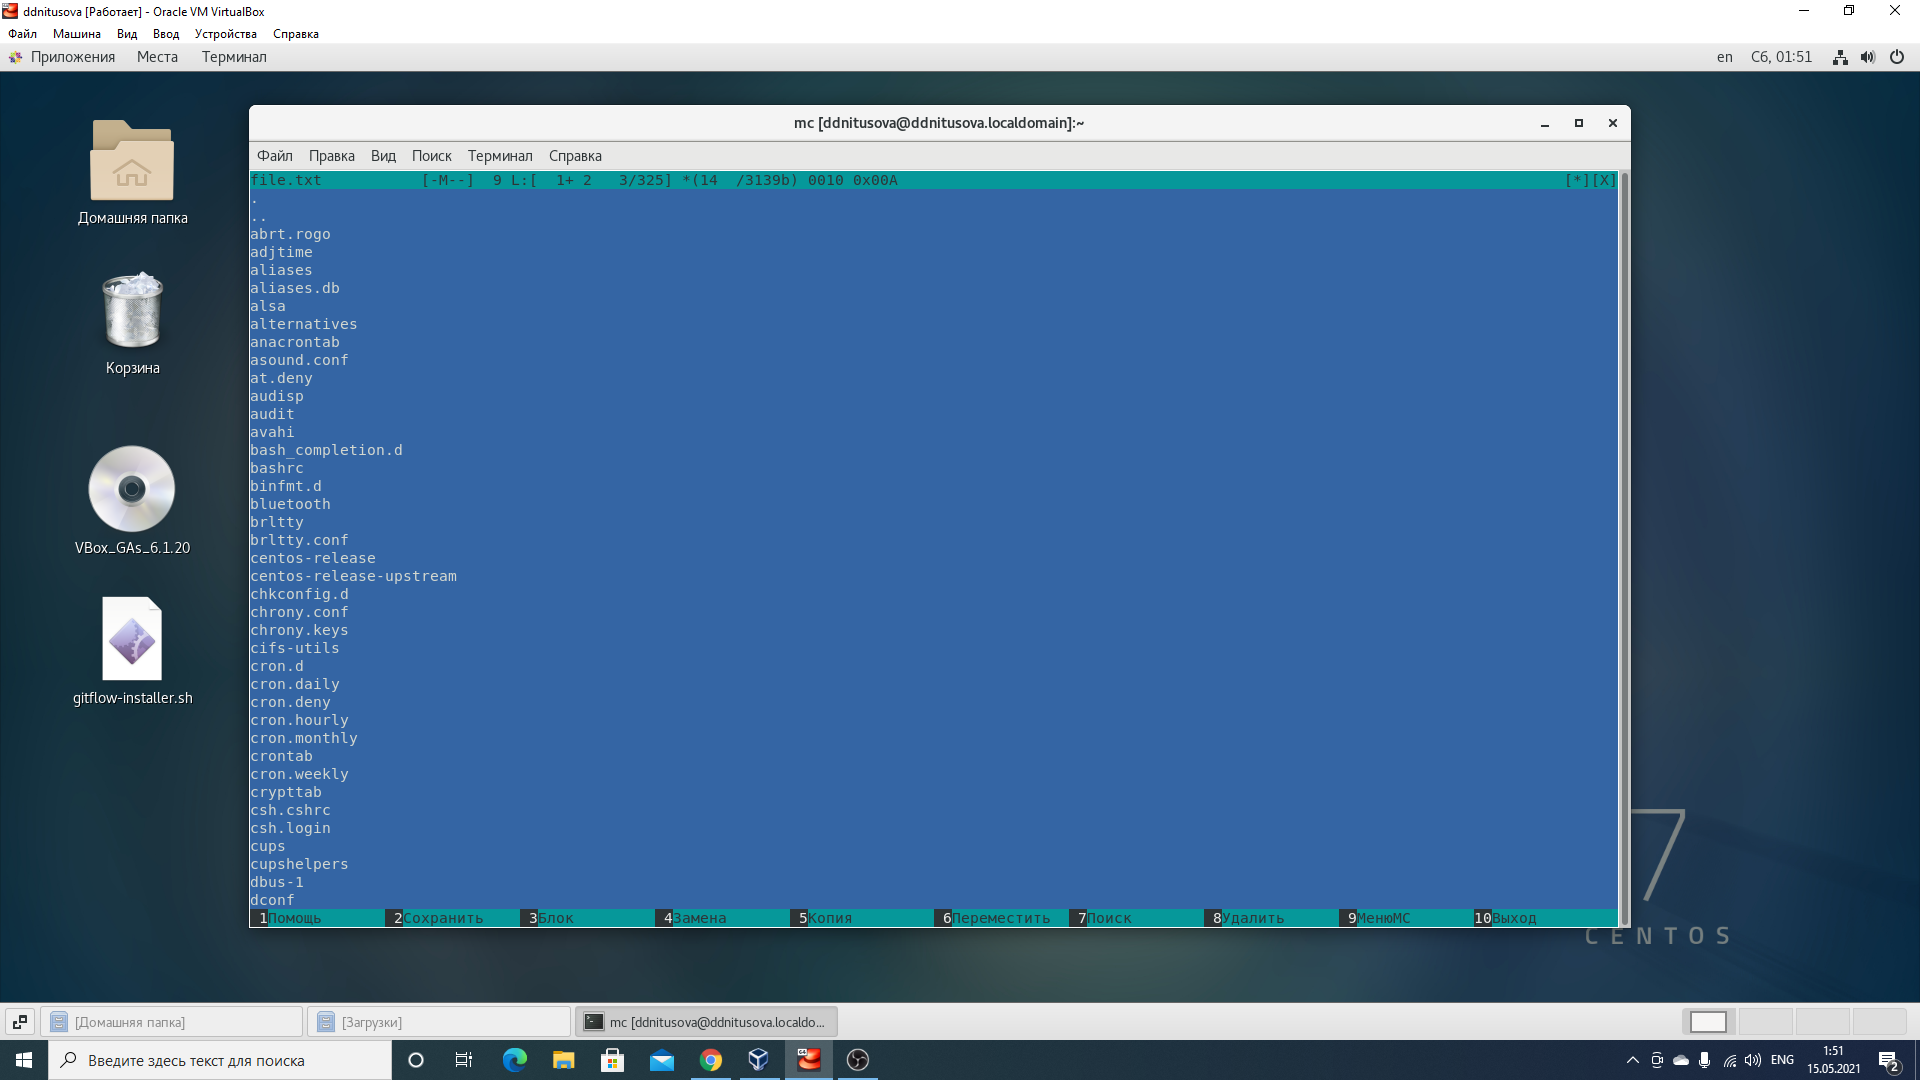 ddnitusova [Работает] - Oracle VM VirtualBox
Файл Машина Вид Ввод Устройства Справка
Приложения Места Терминал en Сб, 01:51
Домашняя папка
Корзина
VBox_GAs_6.1.20
gitflow-installer.sh
mc [ddnitusova@ddnitusova.localdomain]:~
Файл Правка Вид Поиск Терминал Справка
file.txt [-M--] 9 L:[ 1+ 2 3/325] *(14 /3139b) 0010 0x00A [*][X]
.
..
abrt.rogo
adjtime
aliases
aliases.db
alsa
alternatives
anacrontab
asound.conf
at.deny
audisp
audit
avahi
bash_completion.d
bashrc
binfmt.d
bluetooth
brltty
brltty.conf
centos-release
centos-release-upstream
chkconfig.d
chrony.conf
chrony.keys
cifs-utils
cron.d
cron.daily
cron.deny
cron.hourly
cron.monthly
crontab
cron.weekly
crypttab
csh.cshrc
csh.login
cups
cupshelpers
dbus-1
dconf
1Помощь 2Сохранить 3Блок 4Замена 5Копия 6Переместить 7Поиск 8Удалить 9МенюMC 10Выход
7
CENTOS
[Домашняя папка] [Загрузки] mc [ddnitusova@ddnitusova.localdo...
Введите здесь текст для поиска
ENG
1:51
15.05.2021
2